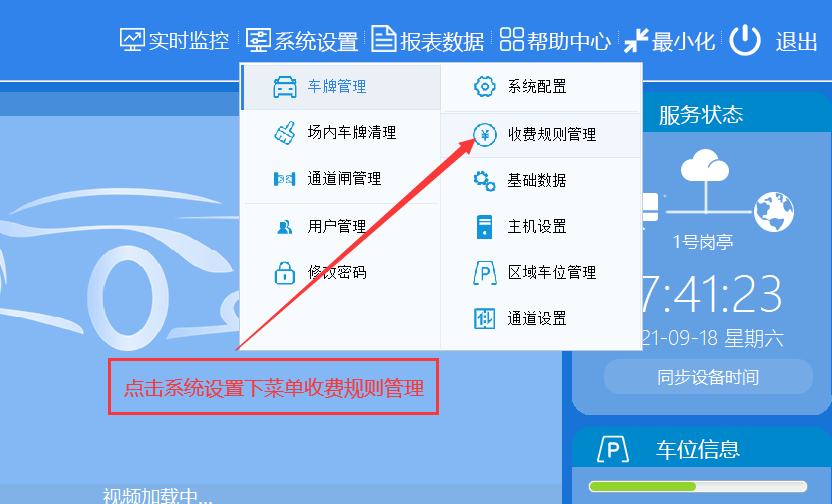 实时监控 系统设置 报表数据 帮助中心 最小化 退出
车牌管理
场内车牌清理
通道闸管理
用户管理
修改密码
系统配置
收费规则管理
基础数据
主机设置
区域车位管理
通道设置
服务状态
1号岗亭
7:41:23
21-09-18 星期六
同步设备时间
点击系统设置下菜单收费规则管理
车位信息
视频加载中...